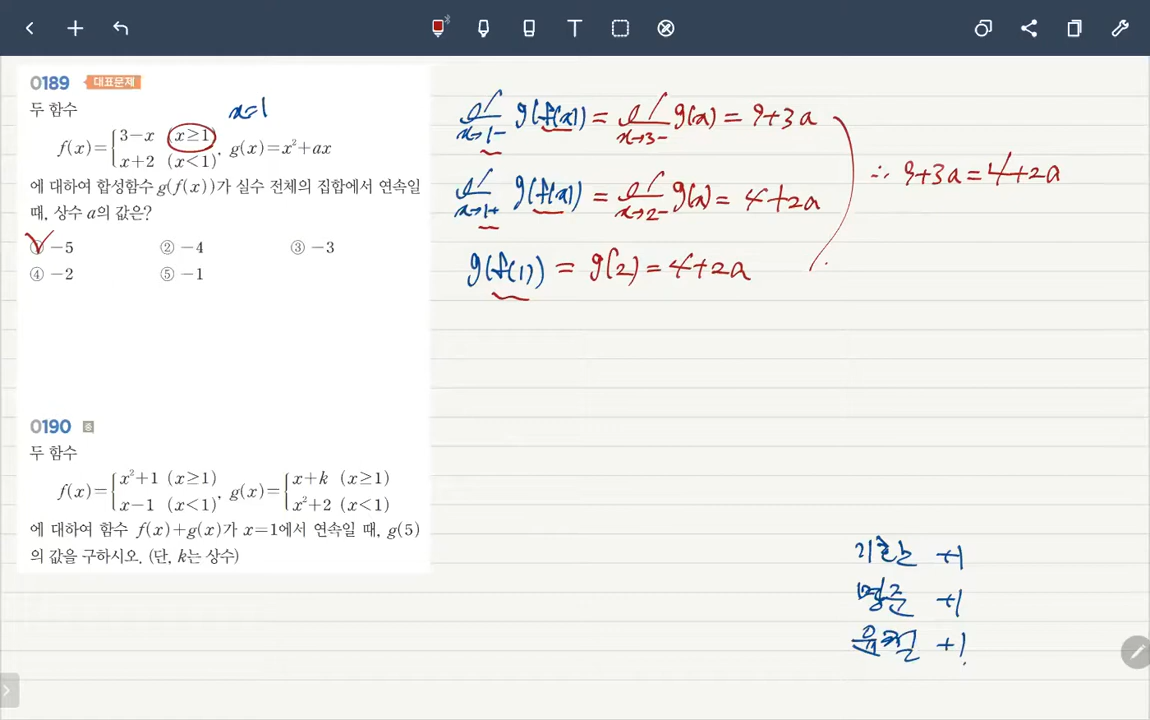 0189 대표문제
두 함수
x=1
f(x)={3-x (x≥1), x+2 (x<1), g(x)=x²+ax
에 대하여 합성함수 g(f(x))가 실수 전체의 집합에서 연속일
때, 상수 a의 값은?
① -5 ② -4 ③ -3
④ -2 ⑤ -1
0190 중
두 함수
f(x)={x²+1 (x≥1), x-1 (x<1), g(x)={x+k (x≥1), x²+2 (x<1)
에 대하여 함수 f(x)+g(x)가 x=1에서 연속일 때, g(5)
의 값을 구하시오. (단, k는 상수)
x→1- g(f(x)) = x→3- g(x) = 9+3a
x→1+ g(f(x)) = x→2- g(x) = 4+2a
g(f(1)) = g(2) = 4+2a
∴ 9+3a=4+2a
+1
명준 +1
+1